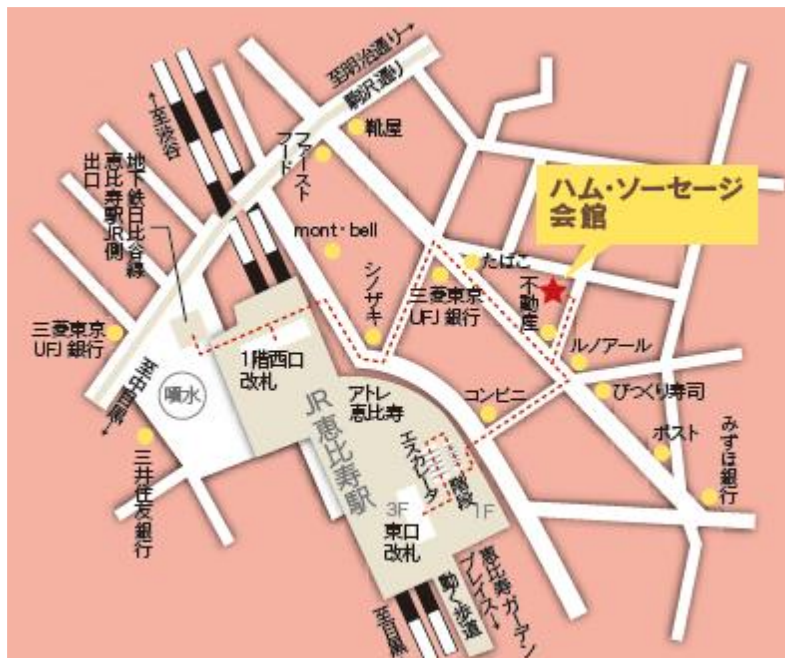 至明治通り→
駒沢通り
←至渋谷
靴屋
ファースト
フード
地下鉄日比谷線
恵比寿駅JR側
出口
mont・bell
シノザキ
ハム・ソーセージ
会館
たばこ
三菱東京
UFJ 銀行
不動産
ルノアール
三菱東京
UFJ 銀行
1階西口
改札
噴水
至中目黒→
三井住友銀行
JR恵比寿駅
アトレ
恵比寿
コンビニ
びっくり寿司
ポスト
みずほ銀行
エスカレータ
階段
3F
1F
東口
改札
動く歩道
恵比寿ガーデン
プレイス→
至目黒